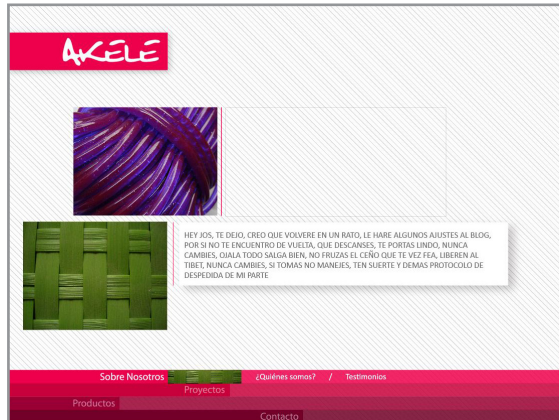 AKELE
HEY JOS, TE DEJO, CREO QUE VOLVERE EN UN RATO, LE HARE ALGUNOS AJUSTES AL BLOG,
POR SI NO TE ENCUENTRO DE VUELTA, QUE DESCANSES, TE PORTAS LINDO, NUNCA
CAMBIES, OJALA TODO SALGA BIEN, NO FRUZAS EL CEÑO QUE TE VEZ FEA, LIBEREN AL
TIBET, NUNCA CAMBIES, SI TOMAS NO MANEJES, TEN SUERTE Y DEMAS PROTOCOLO DE
DESPEDIDA DE MI PARTE
Sobre Nosotros ¿Quiénes somos? / Testimonios
Proyectos
Productos
Contacto